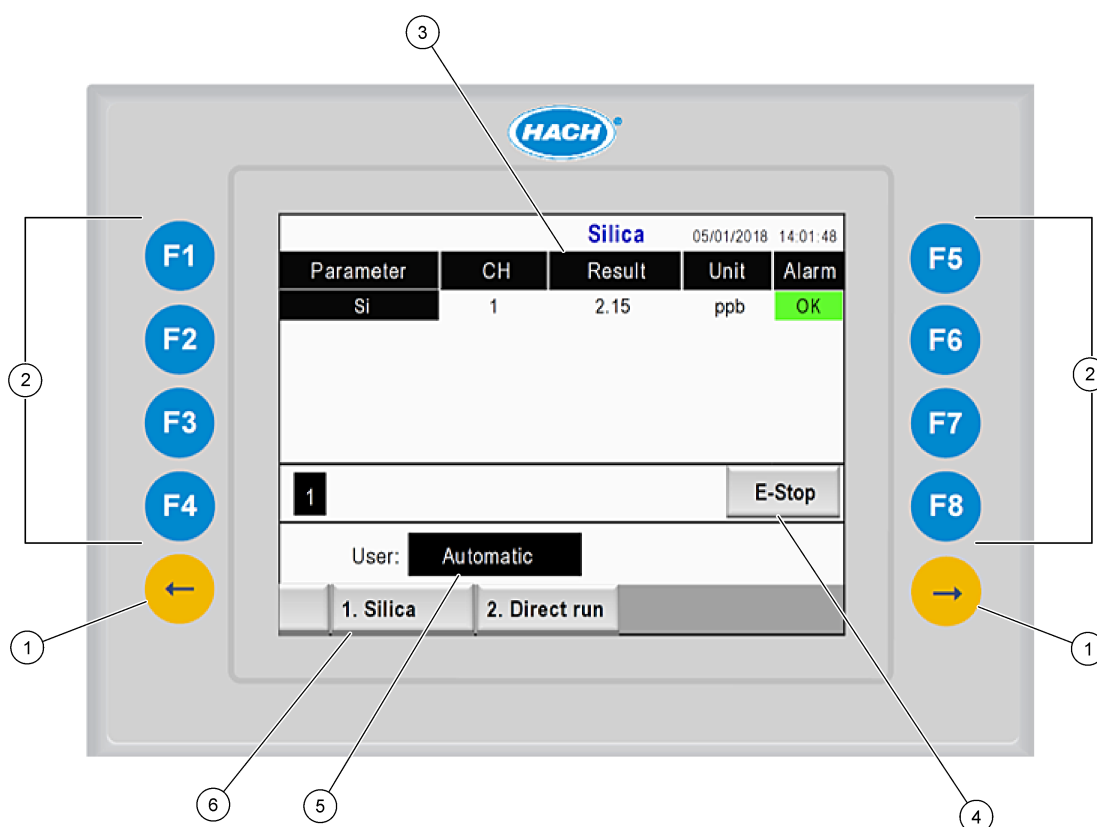 3
HACH
Silica 05/01/2018 14:01:48
Parameter CH Result Unit Alarm
Si 1 2.15 ppb OK
F1
F2
F3
F4
←
F5
F6
F7
F8
→
2
2
1 E-Stop
User: Automatic
1. Silica 2. Direct run
1
1
6
5
4